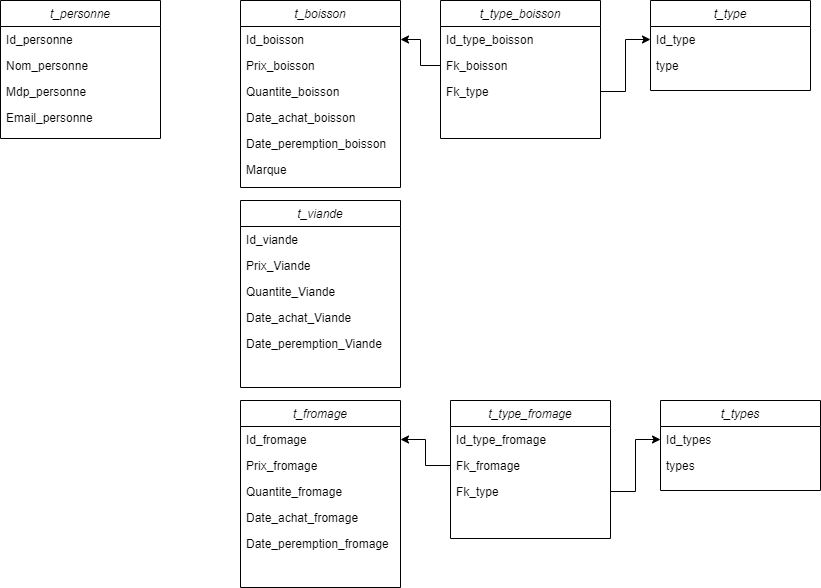 t_personne
Id_personne
Nom_personne
Mdp_personne
Email_personne
t_boisson
Id_boisson
Prix_boisson
Quantite_boisson
Date_achat_boisson
Date_peremption_boisson
Marque
t_type_boisson
Id_type_boisson
Fk_boisson
Fk_type
t_type
Id_type
type
t_viande
Id_viande
Prix_Viande
Quantite_Viande
Date_achat_Viande
Date_peremption_Viande
t_fromage
Id_fromage
Prix_fromage
Quantite_fromage
Date_achat_fromage
Date_peremption_fromage
t_type_fromage
Id_type_fromage
Fk_fromage
Fk_type
t_types
Id_types
types